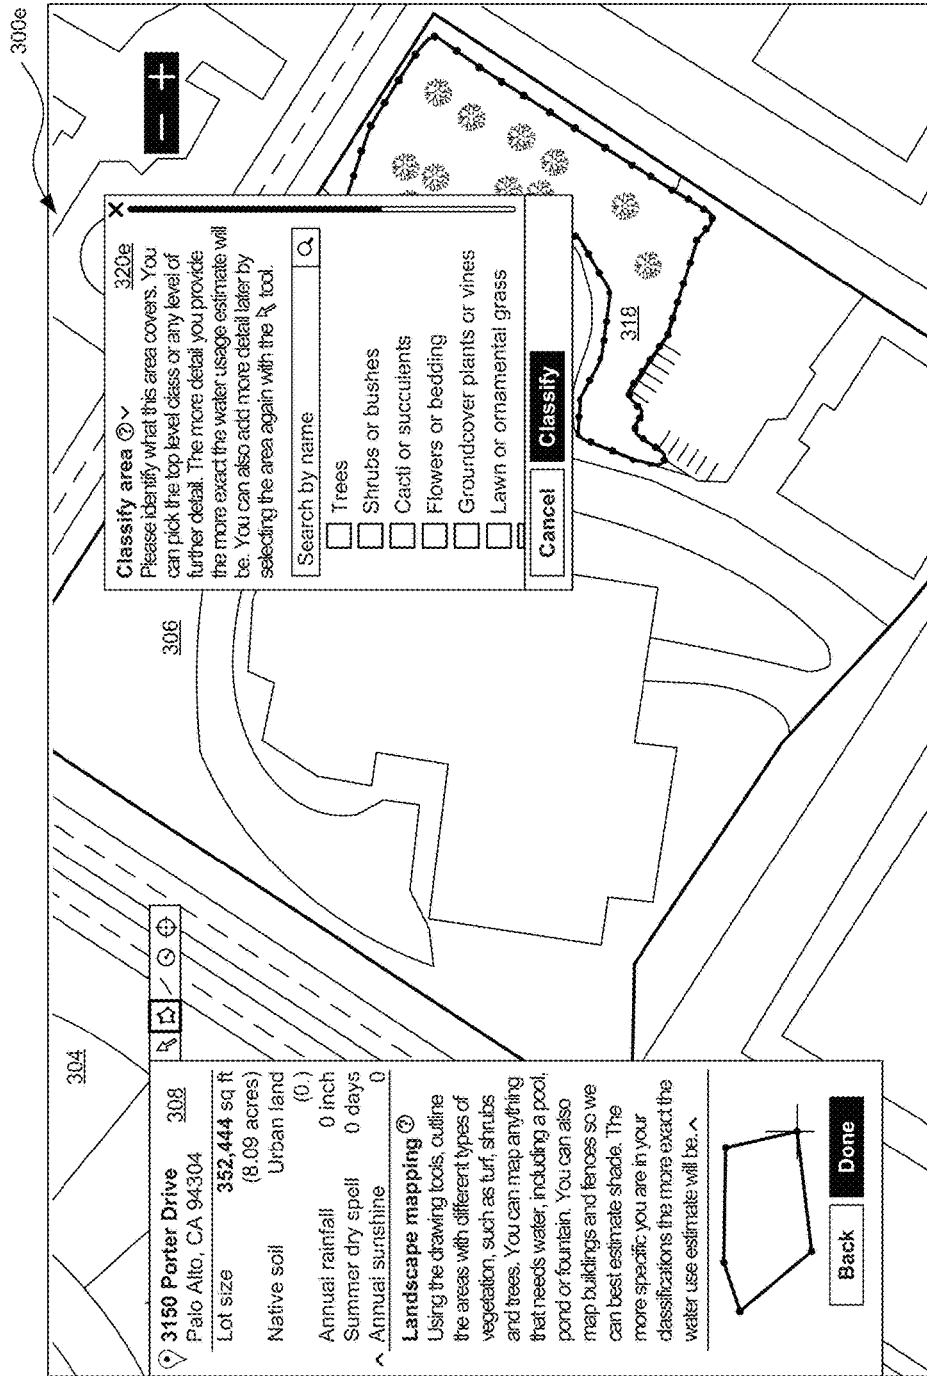 300e
304
3150 Porter Drive
Palo Alto, CA 94304
308
Lot size 352,444 sq ft
(8.09 acres)
Native soil Urban land
(0.)
Annual rainfall 0 inch
Summer dry spell 0 days
Annual sunshine 0
Landscape mapping ?
Using the drawing tools, outline
the areas with different types of
vegetation, such as turf, shrubs
and trees. You can map anything
that needs water, including a pool,
pond or fountain. You can also
map buildings and fences so we
can best estimate shade. The
more specific you are in your
classifications the more exact the
water use estimate will be.
Back Done
306
Classify area ? 320e
Please identify what this area covers. You
can pick the top level class or any level of
further detail. The more detail you provide
the more exact the water usage estimate will
be. You can also add more detail later by
selecting the area again with the tool.
Search by name
Trees
Shrubs or bushes
Cacti or succulents
Flowers or bedding
Groundcover plants or vines
Lawn or ornamental grass
Cancel Classify
318
− +